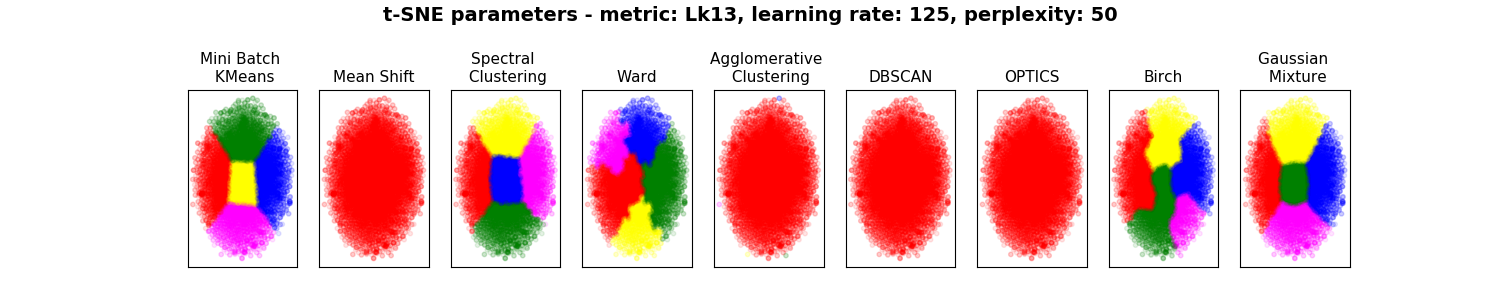 t-SNE parameters - metric: Lk13, learning rate: 125, perplexity: 50
Mini Batch
KMeans
Mean Shift
Spectral
Clustering
Ward
Agglomerative
Clustering
DBSCAN
OPTICS
Birch
Gaussian
Mixture